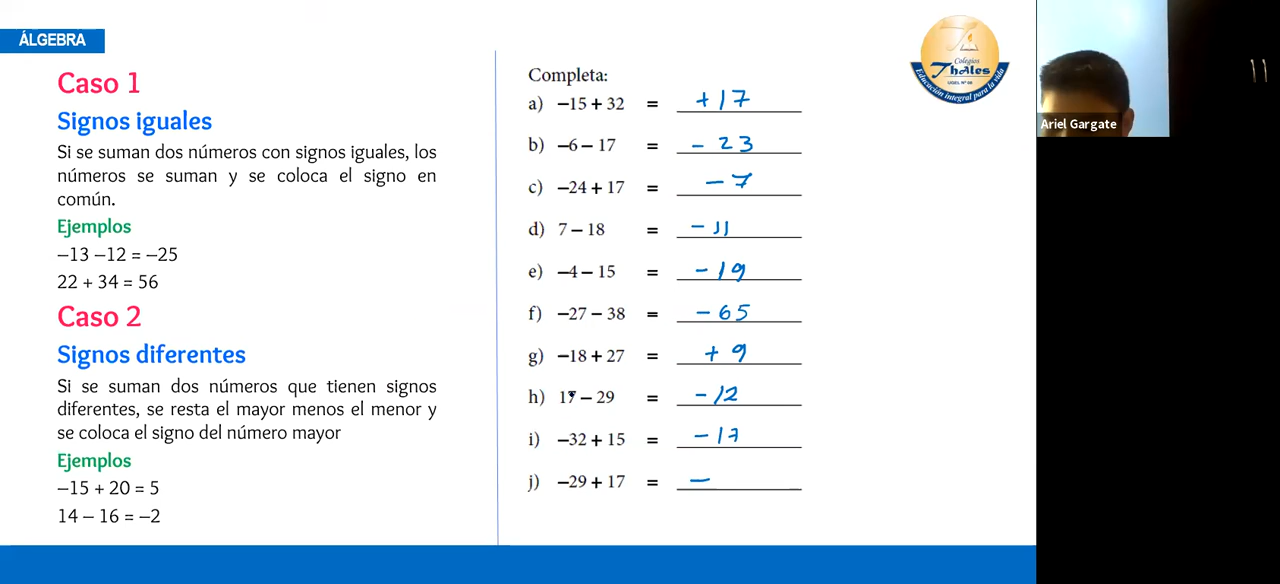 ÁLGEBRA
Caso 1
Signos iguales
Si se suman dos números con signos iguales, los
números se suman y se coloca el signo en
común.
Ejemplos
−13 −12 = −25
22 + 34 = 56
Caso 2
Signos diferentes
Si se suman dos números que tienen signos
diferentes, se resta el mayor menos el menor y
se coloca el signo del número mayor
Ejemplos
−15 + 20 = 5
14 − 16 = −2
Completa:
a) −15 + 32 = +17
b) −6 − 17 = −23
c) −24 + 17 = −7
d) 7 − 18 = −11
e) −4 − 15 = −19
f) −27 − 38 = −65
g) −18 + 27 = +9
h) 17 − 29 = −12
i) −32 + 15 = −17
j) −29 + 17 = −
Colegios
Thales
UGEL Nº 06
Educación integral para la vida
Ariel Gargate